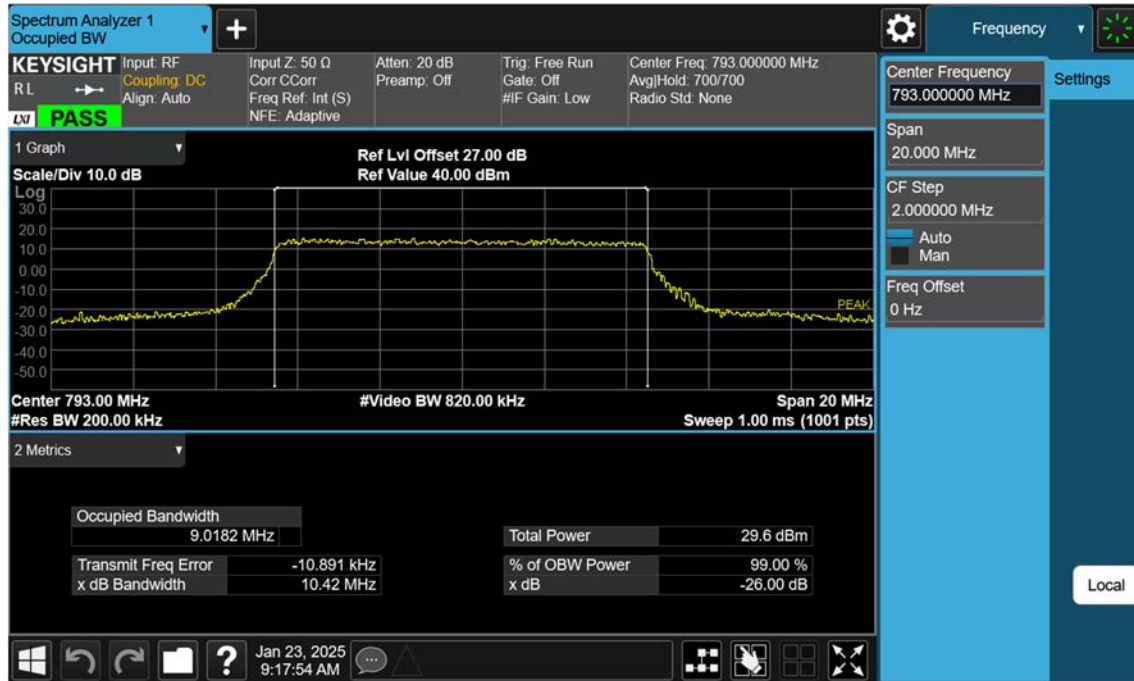 Spectrum Analyzer 1
Occupied BW
+
Frequency
KEYSIGHT
RL
LXI PASS
Input: RF
Coupling: DC
Align: Auto
Input Z: 50 Ω
Corr CCorr
Freq Ref: Int (S)
NFE: Adaptive
Atten: 20 dB
Preamp: Off
Trig: Free Run
Gate: Off
#IF Gain: Low
Center Freq: 793.000000 MHz
Avg|Hold: 700/700
Radio Std: None
Center Frequency
793.000000 MHz
Settings
Span
20.000 MHz
CF Step
2.000000 MHz
Auto
Man
Freq Offset
0 Hz
Local
1 Graph
Scale/Div 10.0 dB
Ref Lvl Offset 27.00 dB
Ref Value 40.00 dBm
Log
30.0
20.0
10.0
0.00
-10.0
-20.0
-30.0
-40.0
-50.0
PEAK
Center 793.00 MHz
#Res BW 200.00 kHz
#Video BW 820.00 kHz
Span 20 MHz
Sweep 1.00 ms (1001 pts)
2 Metrics
Occupied Bandwidth
9.0182 MHz
Transmit Freq Error -10.891 kHz
x dB Bandwidth 10.42 MHz
Total Power 29.6 dBm
% of OBW Power 99.00 %
x dB -26.00 dB
?
Jan 23, 2025
9:17:54 AM